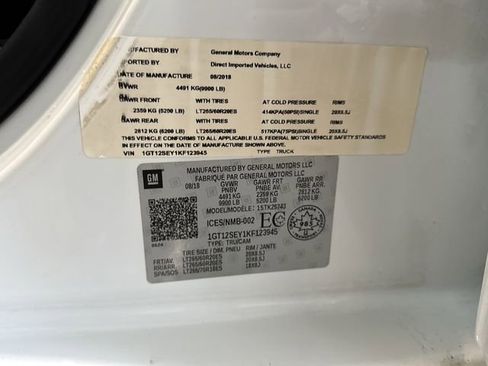 MANUFACTURED BY General Motors Company
IMPORTED BY Direct Imported Vehicles, LLC
DATE OF MANUFACTURE 08/2018
GVWR 4491 KG(9900 LB)
GAWR FRONT WITH TIRES AT COLD PRESSURE RIMS
2359 KG (5200 LB) LT265/60R20ES 414KPA(60PSI)SINGLE 20X8.5J
GAWR REAR WITH TIRES AT COLD PRESSURE RIMS
2812 KG (6200 LB) LT265/60R20ES 517KPA(75PSI)SINGLE 20X8.5J
THIS VEHICLE CONFORMS TO ALL APPLICABLE U.S. FEDERAL MOTOR VEHICLE SAFETY STANDARDS
IN EFFECT ON THE DATE OF MANUFACTURE SHOWN ABOVE.
VIN 1GT12SEY1KF123945 TYPE TRUCK
GM
MANUFACTURED BY GENERAL MOTORS LLC
FABRIQUE PAR GENERAL MOTORS LLC
08/18 GVWR GAWR FRT GAWR RR
PNBV PNBE AV PNBE ARR
4491 KG 2359 KG 2812 KG
9900 LB 5200 LB 6200 LB
MODEL/MODELE:
ICES/NMB-002 EC
1GT12SEY1KF123945
TRU/CAM
TIRE SIZE / DIM PNEU RIM / JANTE
FRT/AV LT265/60R20ES 20X8.5J
RR/ARR LT265/60R20ES 20X8.5J
SPA/SOS LT265/70R18ES 18X8J